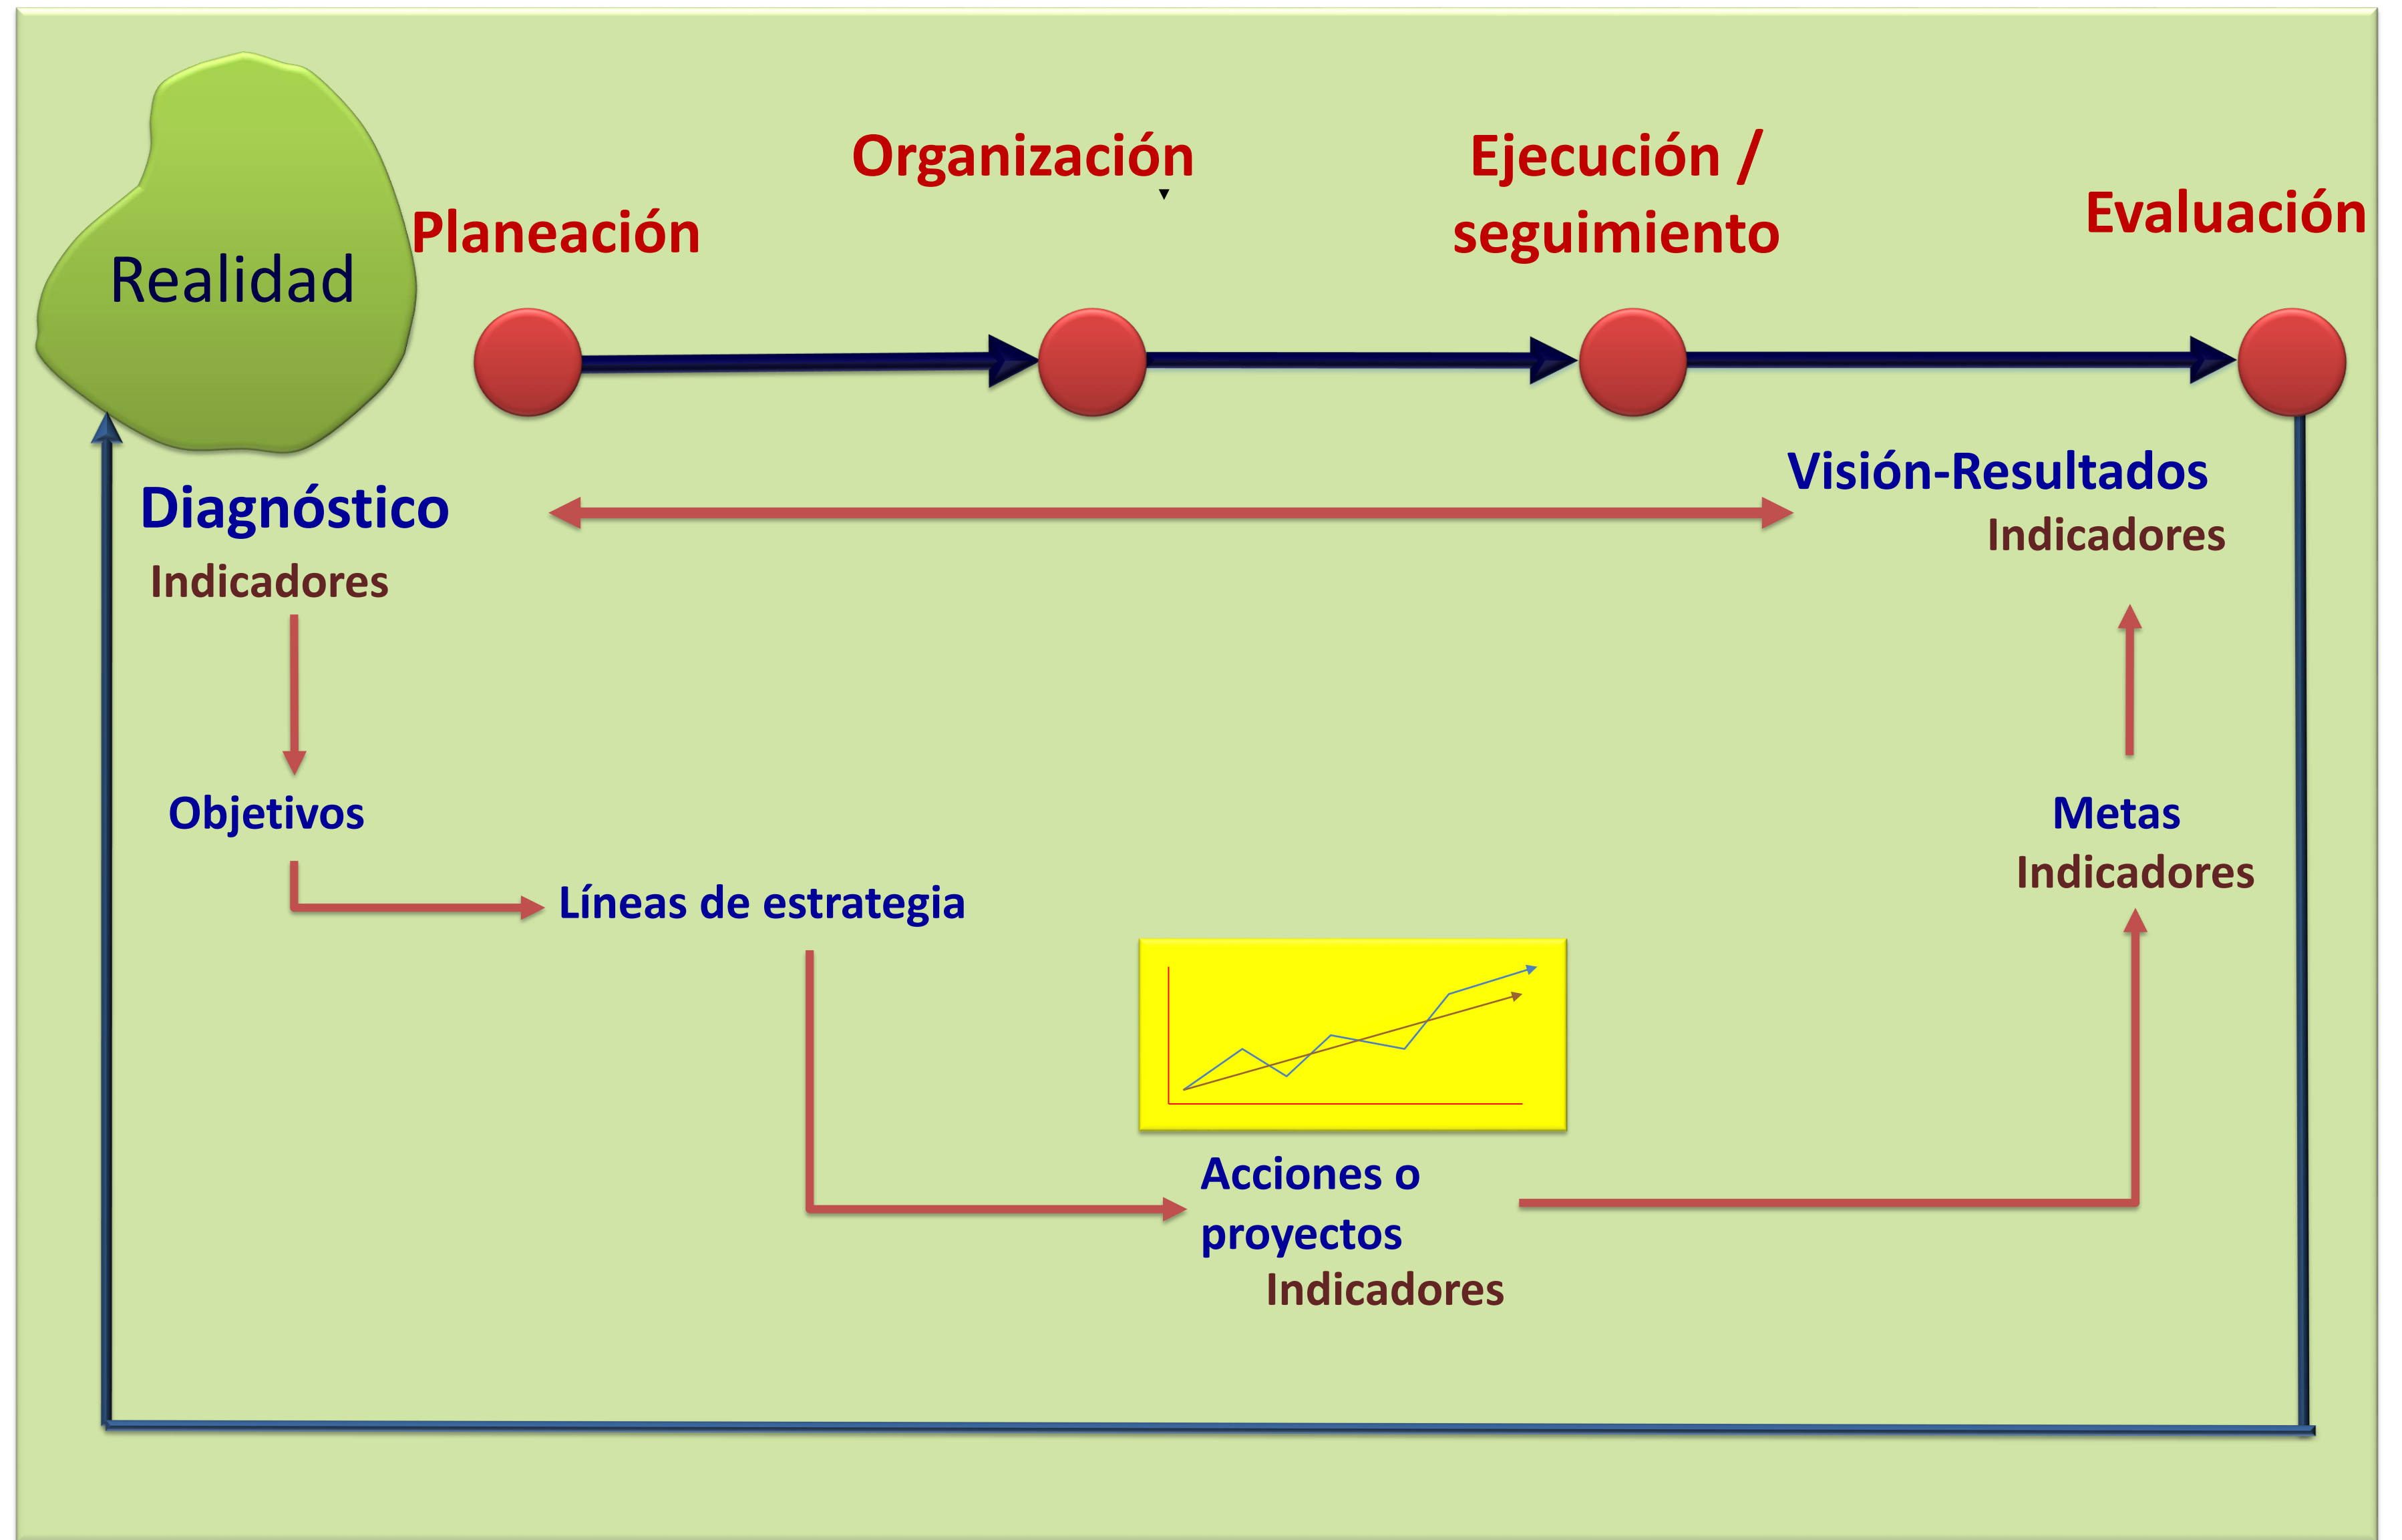 Organización
Ejecución /
seguimiento
Planeación
Evaluación
Realidad
Diagnóstico
Indicadores
Visión-Resultados
Indicadores
Objetivos
Metas
Indicadores
Líneas de estrategia
Acciones o
proyectos
Indicadores